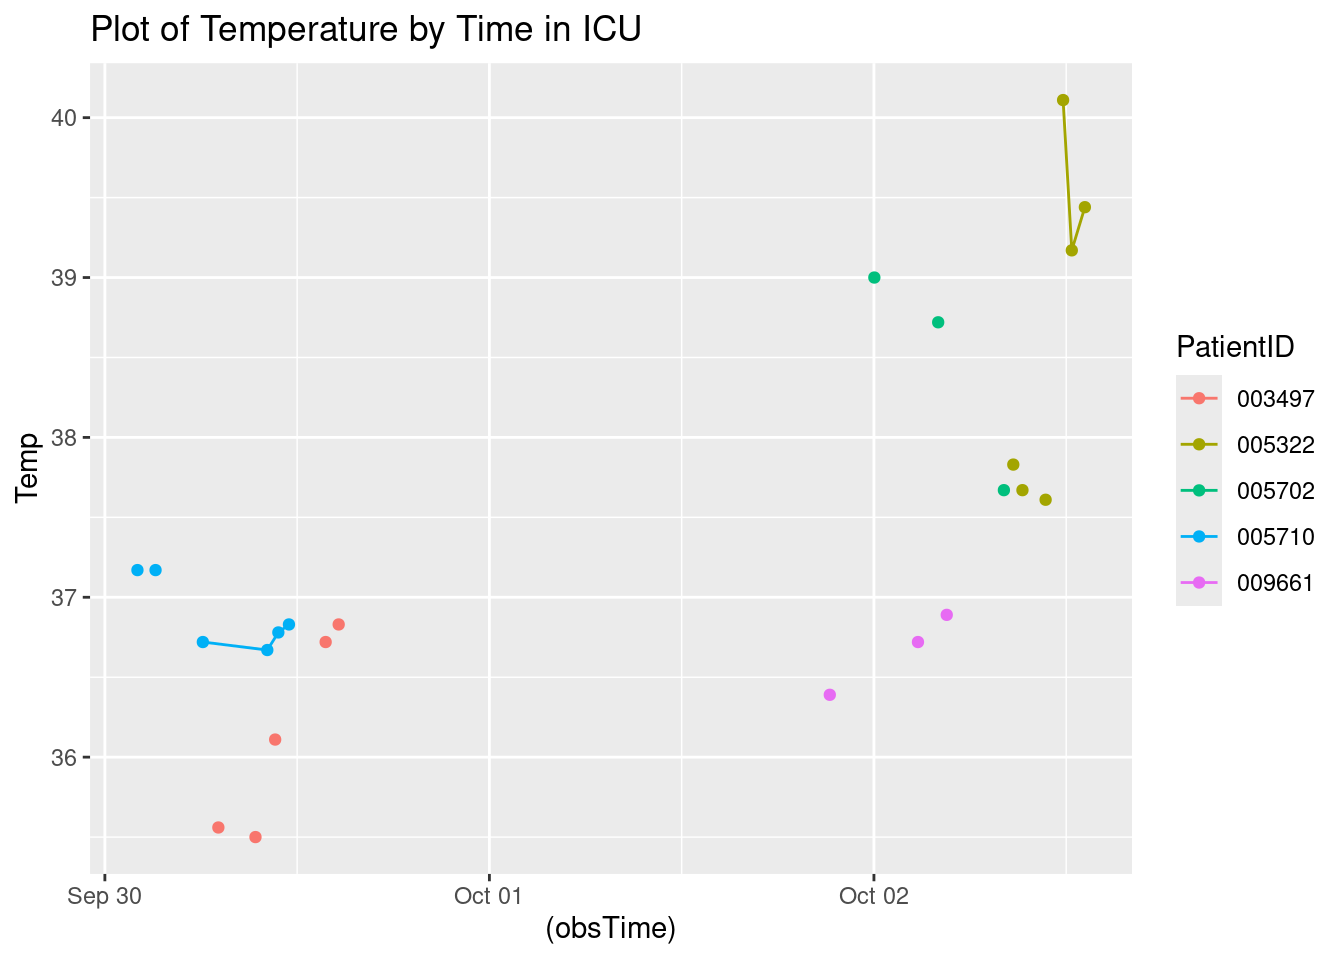 Plot of Temperature by Time in ICU
40
39
38
37
36
Temp
Sep 30
Oct 01
Oct 02
(obsTime)
PatientID
003497
005322
005702
005710
009661